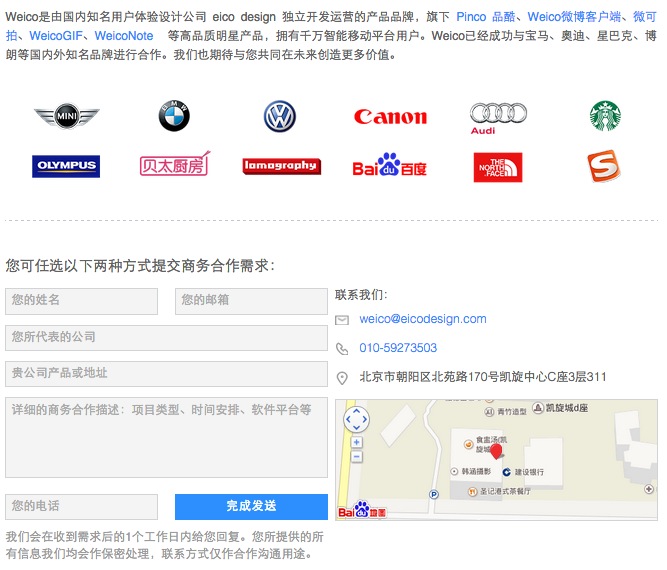 Weico是由国内知名用户体验设计公司 eico design 独立开发运营的产品品牌，旗下 Pinco 品酷、Weico微博客户端、微可
拍、WeicoGIF、WeicoNote 等高品质明星产品，拥有千万智能移动平台用户。Weico已经成功与宝马、奥迪、星巴克、博
朗等国内外知名品牌进行合作。我们也期待与您共同在未来创造更多价值。
MINI
BMW
Canon
Audi
OLYMPUS
贝太厨房
lomography
Bai du 百度
THE NORTH FACE
您可任选以下两种方式提交商务合作需求：
您的姓名
您的邮箱
您所代表的公司
贵公司产品或地址
详细的商务合作描述：项目类型、时间安排、软件平台等
您的电话
完成发送
我们会在收到需求后的1个工作日内给您回复。您所提供的所
有信息我们均会作保密处理，联系方式仅作合作沟通用途。
联系我们：
weico@eicodesign.com
010-59273503
北京市朝阳区北苑路170号凯旋中心C座3层311
青竹造型
凯旋城d座
食盅汤(凯
旋城
韩涵摄影
建设银行
圣记港式茶餐厅
P
Bai du 地图